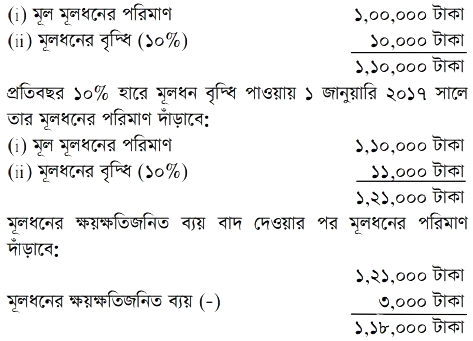 (i) মূল মূলধনের পরিমাণ ১,০০,০০০ টাকা
(ii) মূলধনের বৃদ্ধি (১০%) ১০,০০০ টাকা
১,১০,০০০ টাকা
প্রতিবছর ১০% হারে মূলধন বৃদ্ধি পাওয়ায় ১ জানুয়ারি ২০১৭ সালে
তার মূলধনের পরিমাণ দাঁড়াবে:
(i) মূল মূলধনের পরিমাণ ১,১০,০০০ টাকা
(ii) মূলধনের বৃদ্ধি (১০%) ১১,০০০ টাকা
১,২১,০০০ টাকা
মূলধনের ক্ষয়ক্ষতিজনিত ব্যয় বাদ দেওয়ার পর মূলধনের পরিমাণ
দাঁড়াবে:
১,২১,০০০ টাকা
মূলধনের ক্ষয়ক্ষতিজনিত ব্যয় (-) ৩,০০০ টাকা
১,১৮,০০০ টাকা